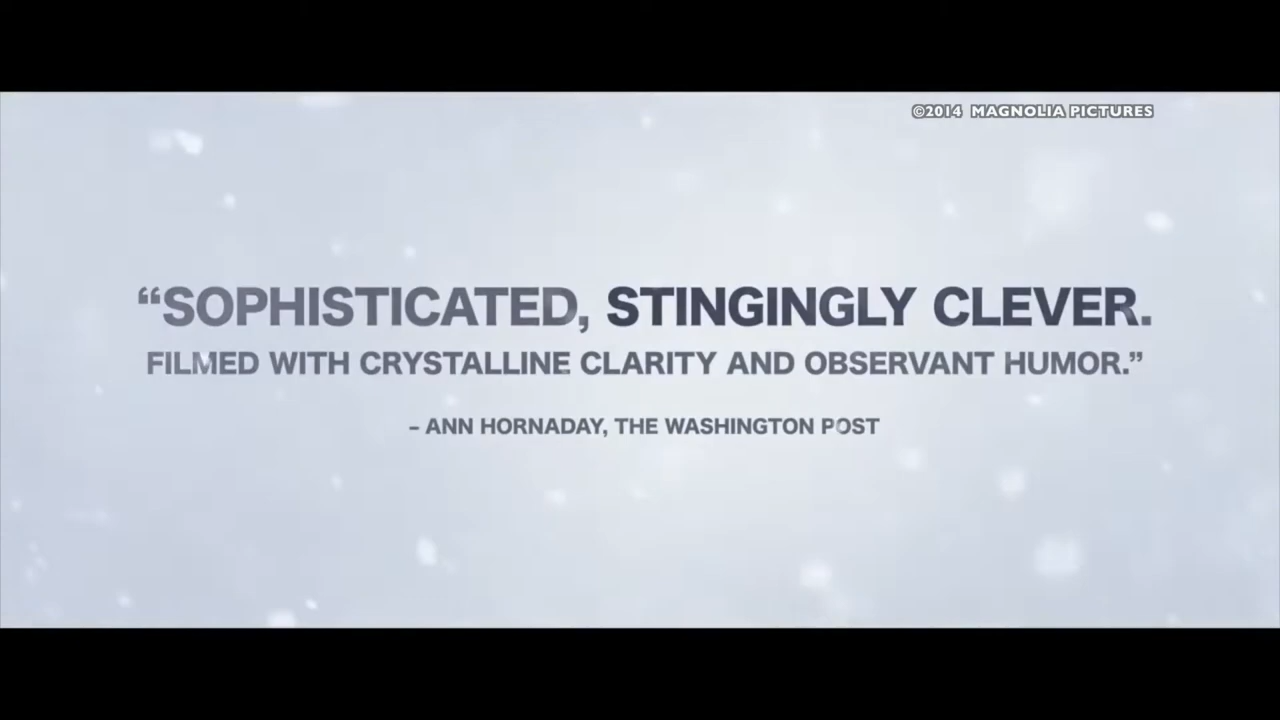 ©2014 MAGNOLIA PICTURES
“SOPHISTICATED, STINGINGLY CLEVER.
FILMED WITH CRYSTALLINE CLARITY AND OBSERVANT HUMOR.”
– ANN HORNADAY, THE WASHINGTON POST